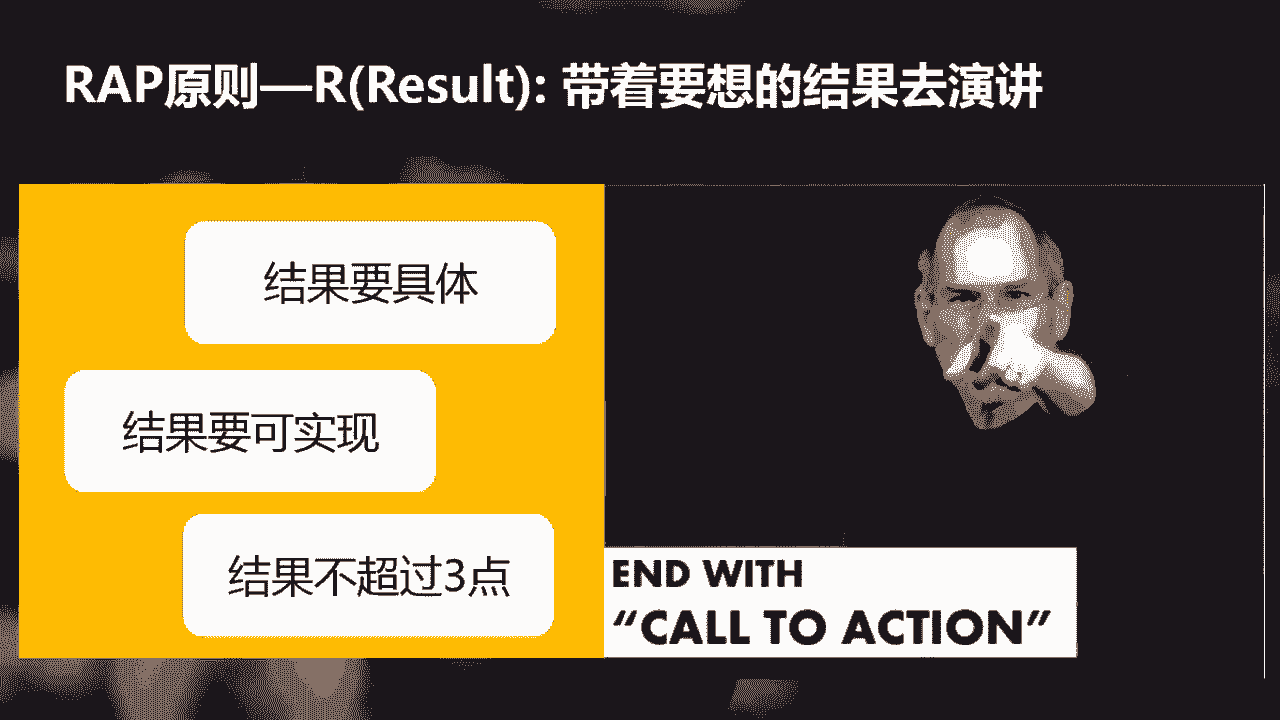 RAP原则—R(Result): 带着要想的结果去演讲
结果要具体
结果要可实现
结果不超过3点
END WITH
“CALL TO ACTION”